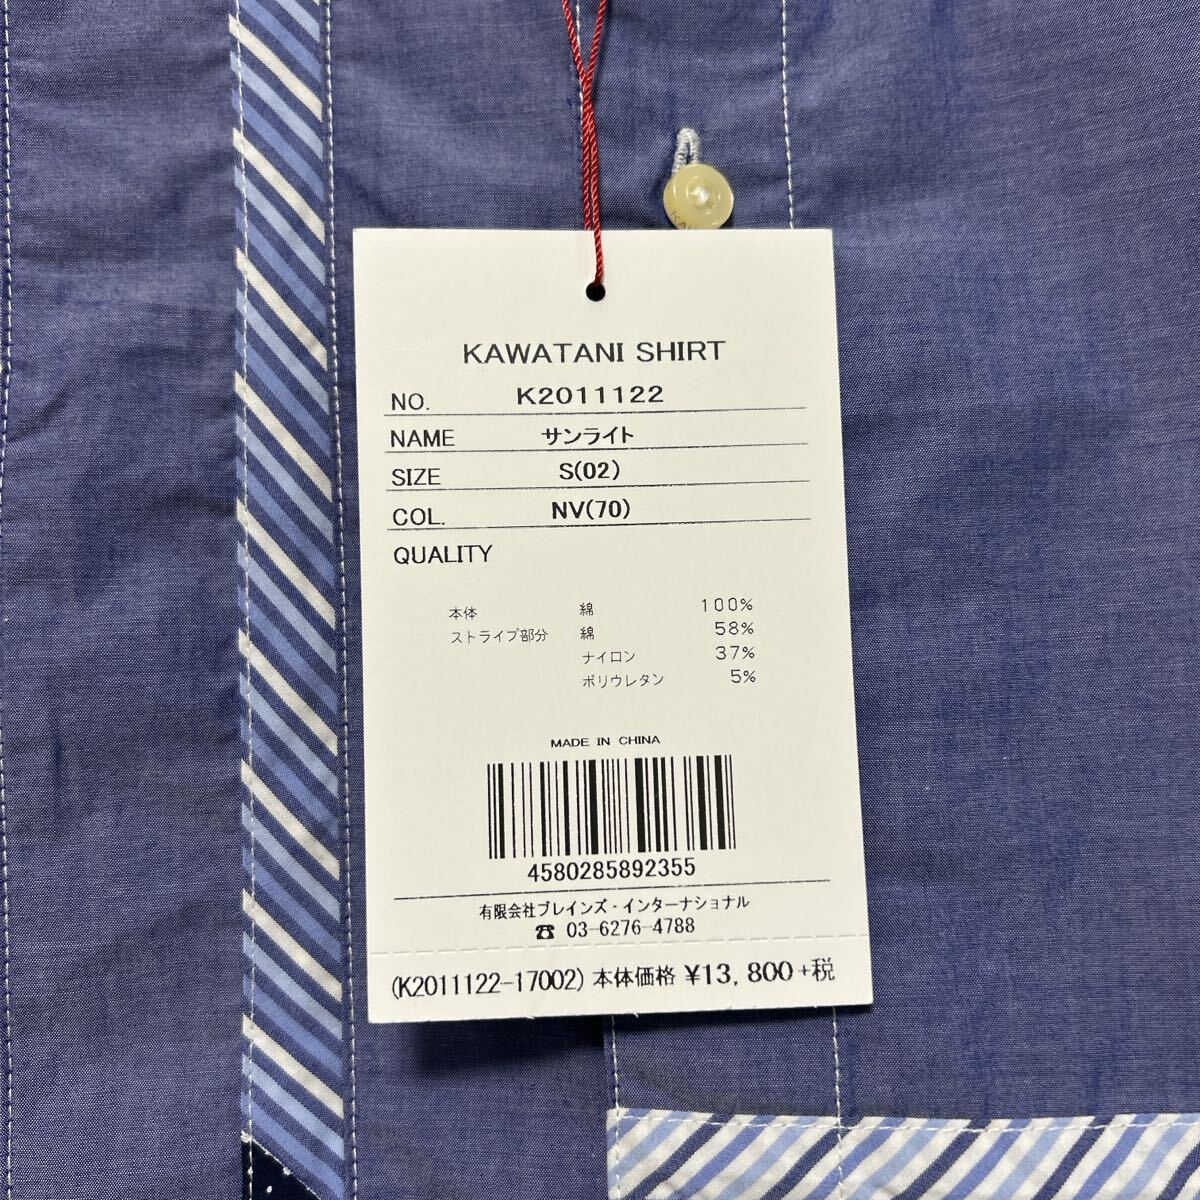 KAWATANI SHIRT
NO. K2011122
NAME サンライト
SIZE S(02)
COL. NV(70)
QUALITY
本体 綿 100%
ストライプ部分 綿 58%
ナイロン 37%
ポリウレタン 5%
MADE IN CHINA
4580285892355
有限会社ブレインズ・インターナショナル
☎ 03-6276-4788
(K2011122-17002) 本体価格 ¥13,800+税